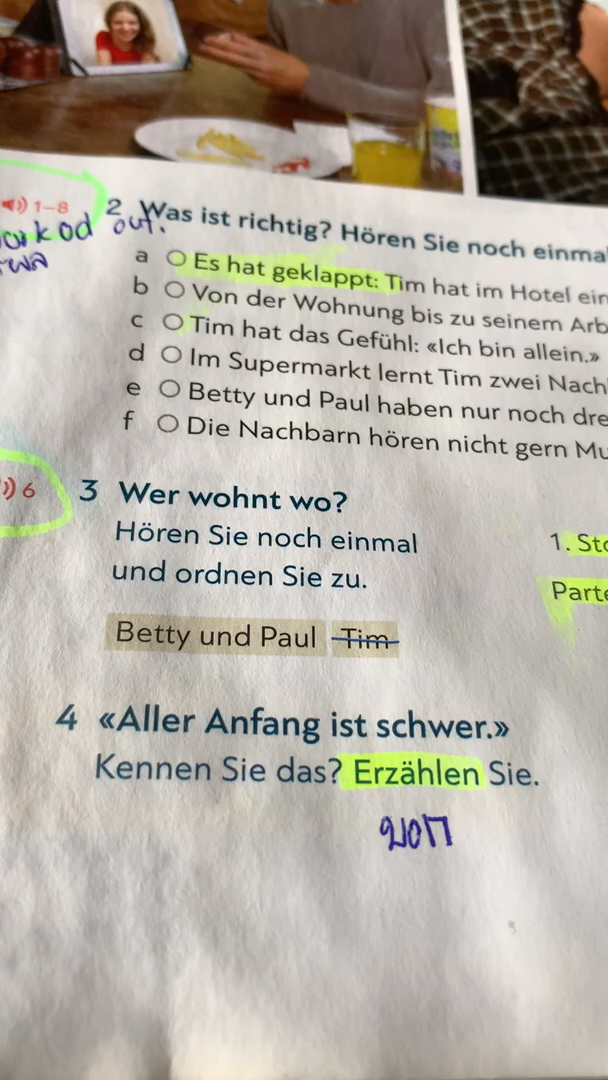 1–8
2 Was ist richtig? Hören Sie noch einma
out.
a Es hat geklappt: Tim hat im Hotel ein
b Von der Wohnung bis zu seinem Arb
c Tim hat das Gefühl: «Ich bin allein.»
d Im Supermarkt lernt Tim zwei Nach
e Betty und Paul haben nur noch dre
f Die Nachbarn hören nicht gern Mu
6
3 Wer wohnt wo?
Hören Sie noch einmal
und ordnen Sie zu.
1. Sto
Parte
Betty und Paul Tim
4 «Aller Anfang ist schwer.»
Kennen Sie das? Erzählen Sie.